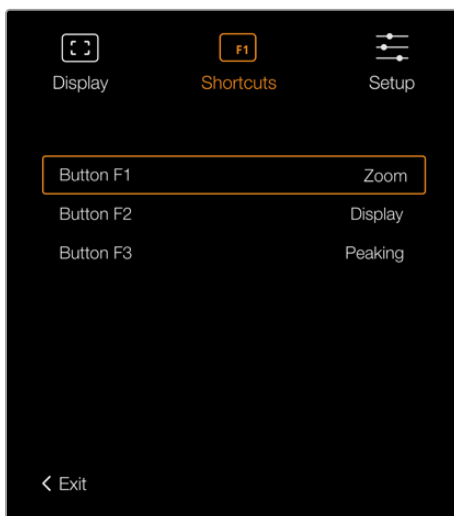 F1
Display Shortcuts Setup
Button F1 Zoom
Button F2 Display
Button F3 Peaking
Exit